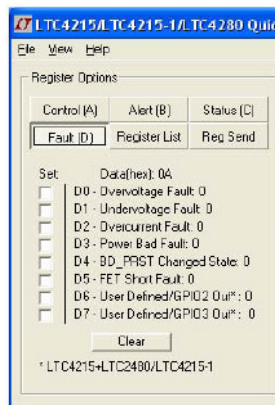 LTC4215/LTC4215-1/LTC4280 Quic
File View Help
Register Options
Control (A) Alert (B) Status (C)
Fault (D) Register List Reg Send
Set: Data(hex): 0A
D0 - Overvoltage Fault: 0
D1 - Undervoltage Fault: 0
D2 - Overcurrent Fault: 0
D3 - Power Bad Fault: 0
D4 - BD_PRST Changed State: 0
D5 - FET Short Fault: 0
D6 - User Defined/GPIO2 Out*: 0
D7 - User Defined/GPIO3 Out*: 0
Clear
* LTC4215+LTC2480/LTC4215-1